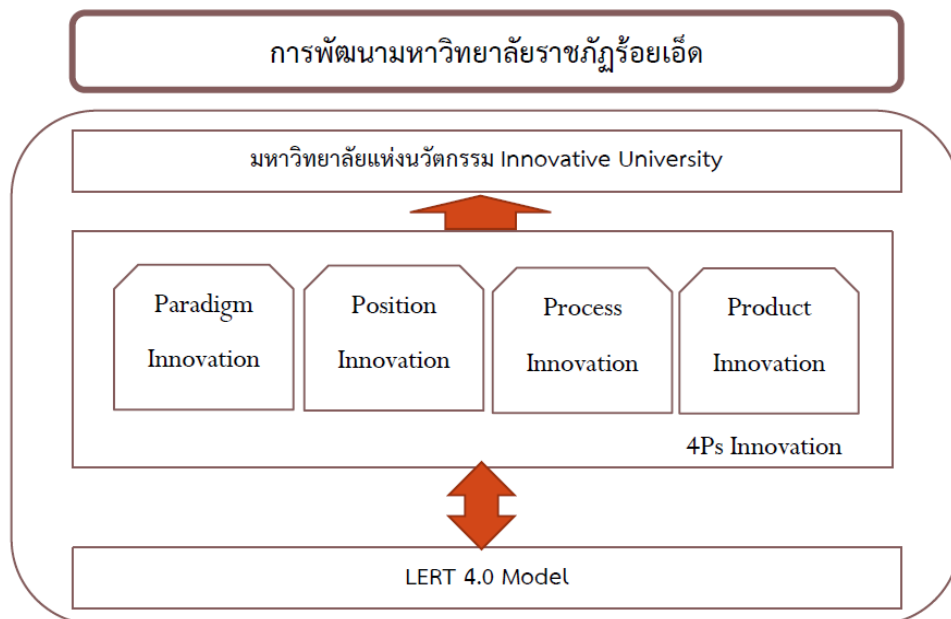 การพัฒนามหาวิทยาลัยราชภัฏร้อยเอ็ด
มหาวิทยาลัยแห่งนวัตกรรม Innovative University
Paradigm
Innovation
Position
Innovation
Process
Innovation
Product
Innovation
4Ps Innovation
LERT 4.0 Model